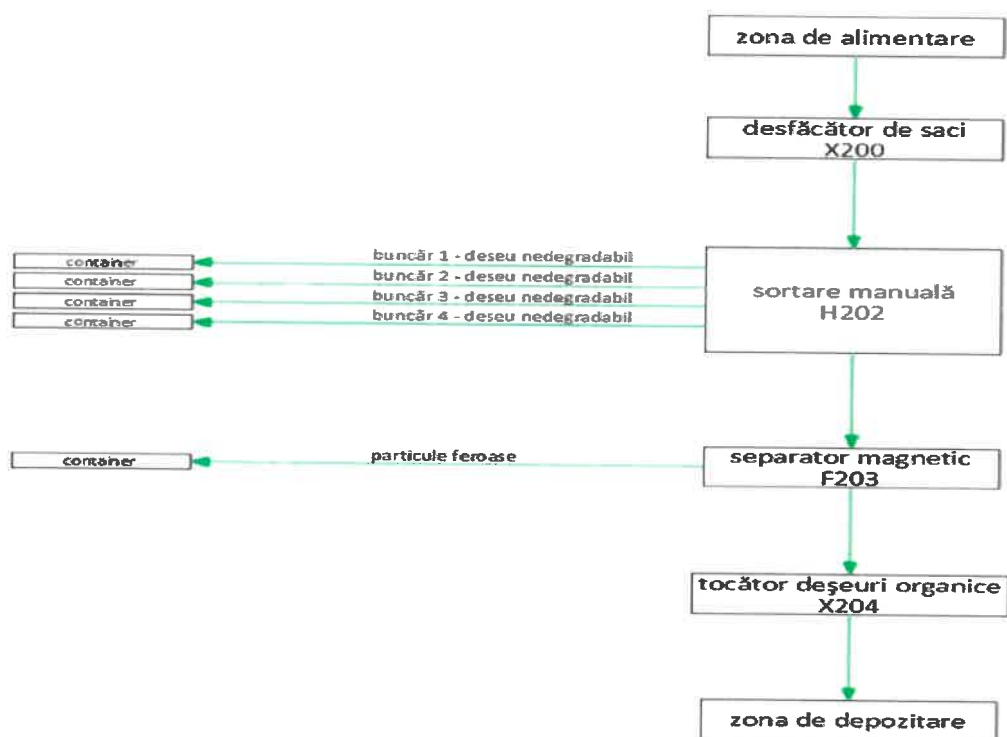 zona de alimentare
desfăcător de saci
X200
container
buncăr 1 - deseu nedegradabil
container
buncăr 2 - deseu nedegradabil
container
buncăr 3 - deseu nedegradabil
container
buncăr 4 - deseu nedegradabil
sortare manuală
H202
container
particule feroase
separator magnetic
F203
tocător deşeuri organice
X204
zona de depozitare